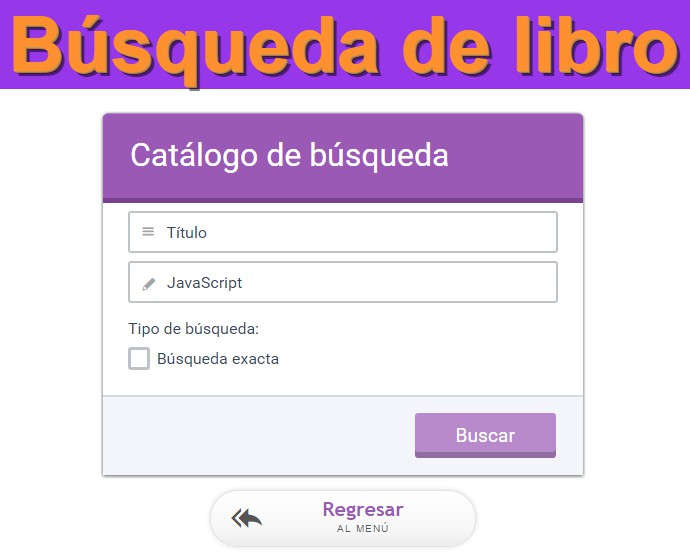 Búsqueda de libro
Catálogo de búsqueda
Título
JavaScript
Tipo de búsqueda:
Búsqueda exacta
Buscar
Regresar
AL MENÚ